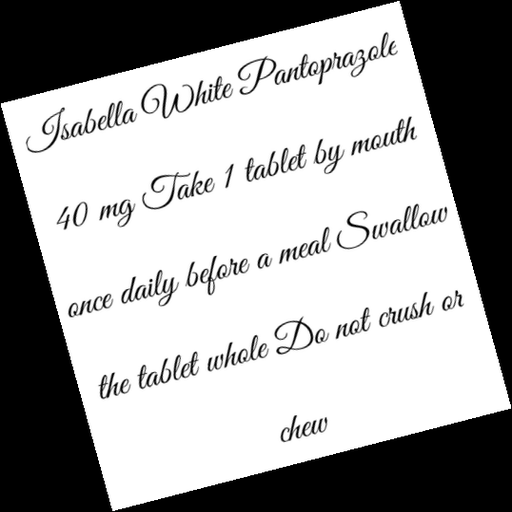 Isabella White Pantoprazole
40 mg Take 1 tablet by mouth
once daily before a meal Swallow
the tablet whole Do not crush or
chew